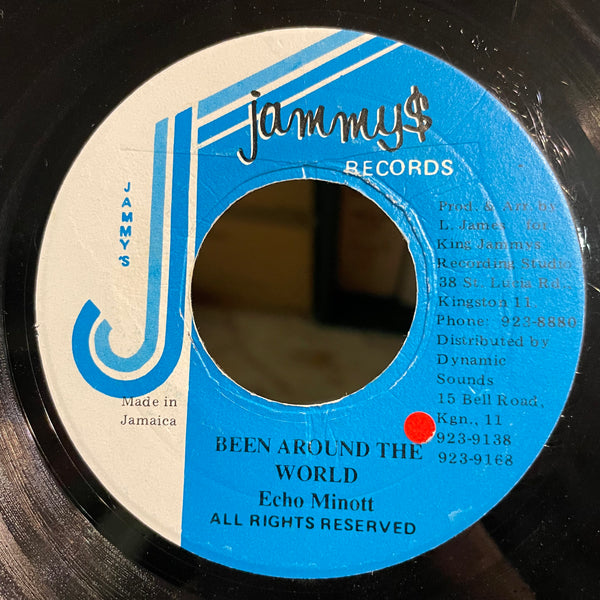 jammy$
RECORDS
JAMMY'S
Prod. & Arr. by
L. James for
King Jammys
Recording Studio
38 St. Lucia Rd.,
Kingston 11
Phone: 923-8880
Distributed by
Dynamic
Sounds
15 Bell Road,
Kgn., 11
923-9138
923-9168
Made in
Jamaica
BEEN AROUND THE
WORLD
Echo Minott
ALL RIGHTS RESERVED